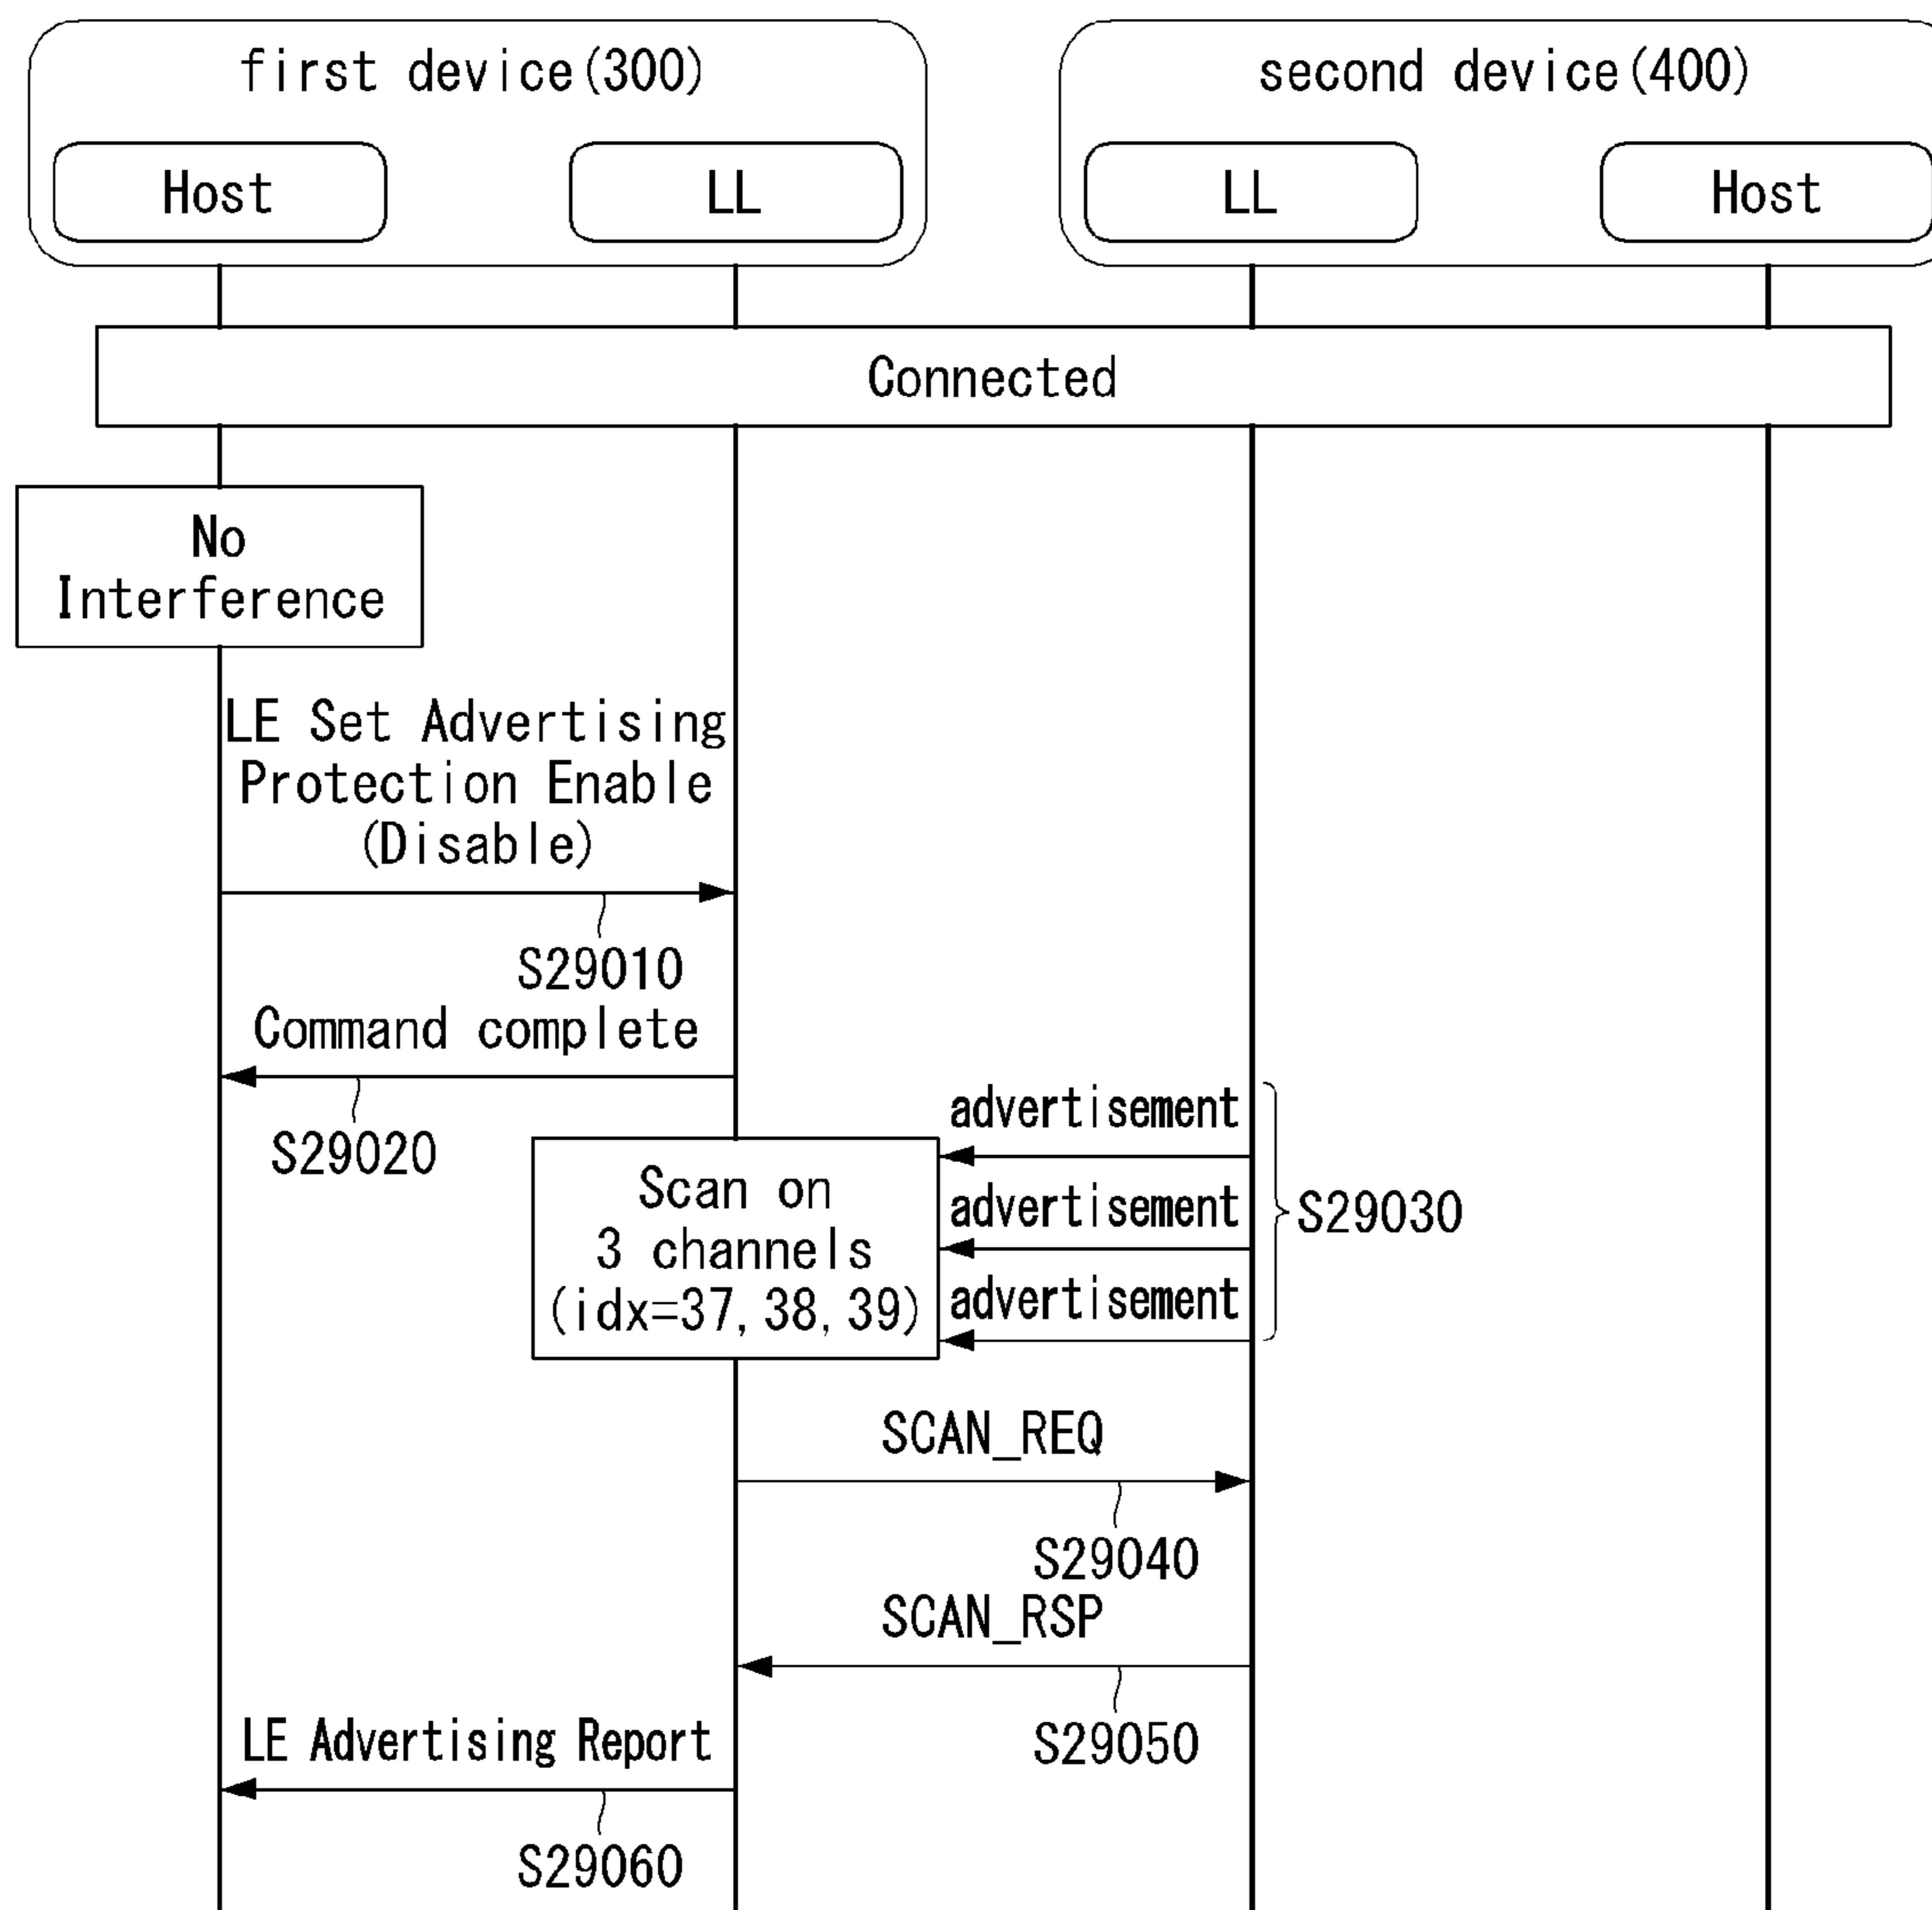 first device(300)
second device(400)
Host
LL
LL
Host
Connected
No
Interference
LE Set Advertising
Protection Enable
(Disable)
S29010
Command complete
S29020
advertisement
advertisement
advertisement
S29030
Scan on
3 channels
(idx=37,38,39)
SCAN_REQ
S29040
SCAN_RSP
S29050
LE Advertising Report
S29060